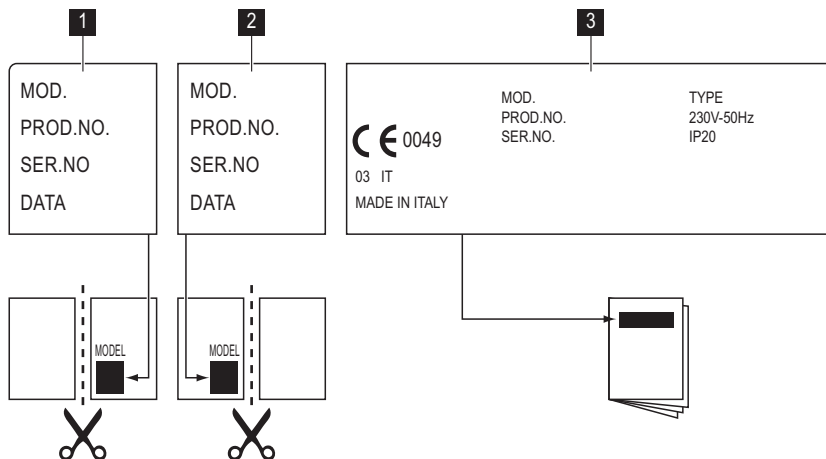 1
MOD.
PROD.NO.
SER.NO
DATA
2
MOD.
PROD.NO.
SER.NO
DATA
3
CE 0049
03 IT
MADE IN ITALY
MOD.
PROD.NO.
SER.NO.
TYPE
230V-50Hz
IP20
MODEL
MODEL